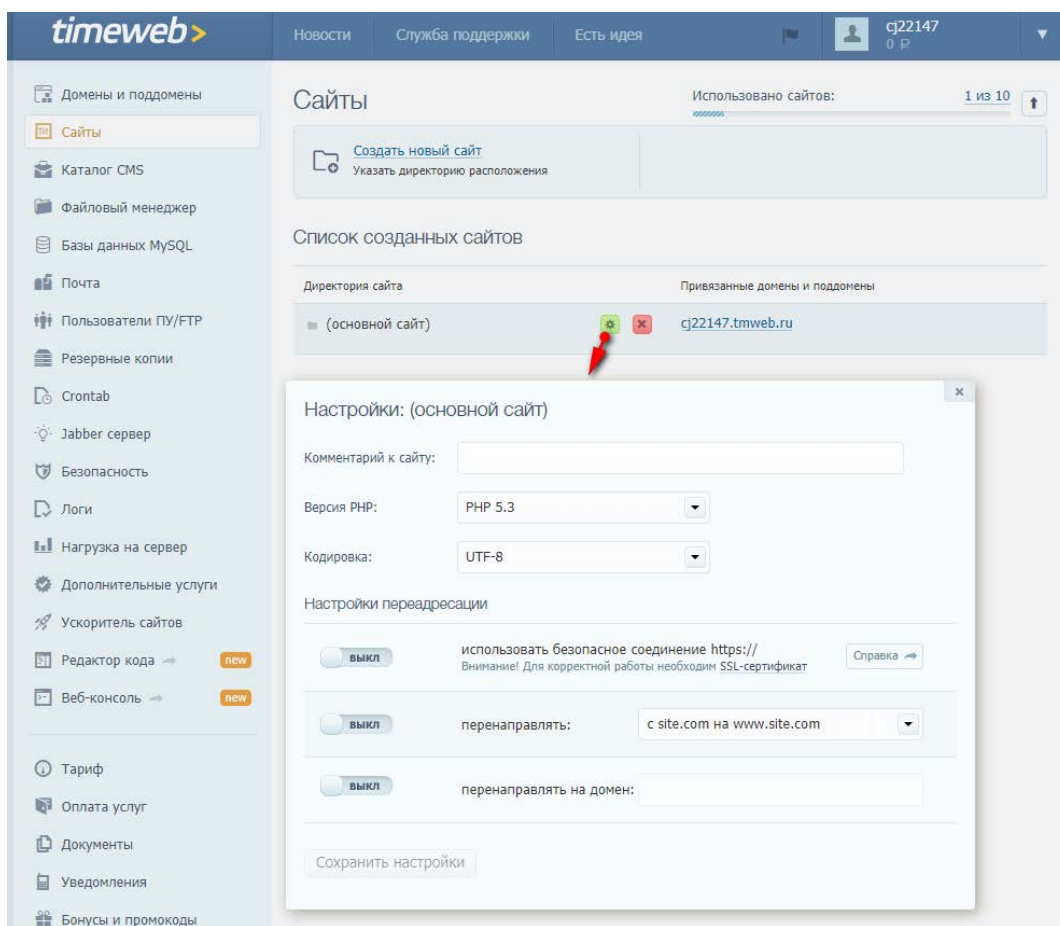 timeweb>
Новости
Служба поддержки
Есть идея
cj22147
0 ₽
Домены и поддомены
Сайты
Каталог CMS
Файловый менеджер
Базы данных MySQL
Почта
Пользователи ПУ/FTP
Резервные копии
Crontab
Jabber сервер
Безопасность
Логи
Нагрузка на сервер
Дополнительные услуги
Ускоритель сайтов
Редактор кода new
Веб-консоль new
Тариф
Оплата услуг
Документы
Уведомления
Бонусы и промокоды
Сайты
Использовано сайтов: 1 из 10
Создать новый сайт
Указать директорию расположения
Список созданных сайтов
Директория сайта
Привязанные домены и поддомены
(основной сайт)
cj22147.tmweb.ru
Настройки: (основной сайт)
Комментарий к сайту:
Версия PHP: PHP 5.3
Кодировка: UTF-8
Настройки переадресации
выкл
использовать безопасное соединение https://
Внимание! Для корректной работы необходим SSL-сертификат
Справка
выкл
перенаправлять: с site.com на www.site.com
выкл
перенаправлять на домен:
Сохранить настройки